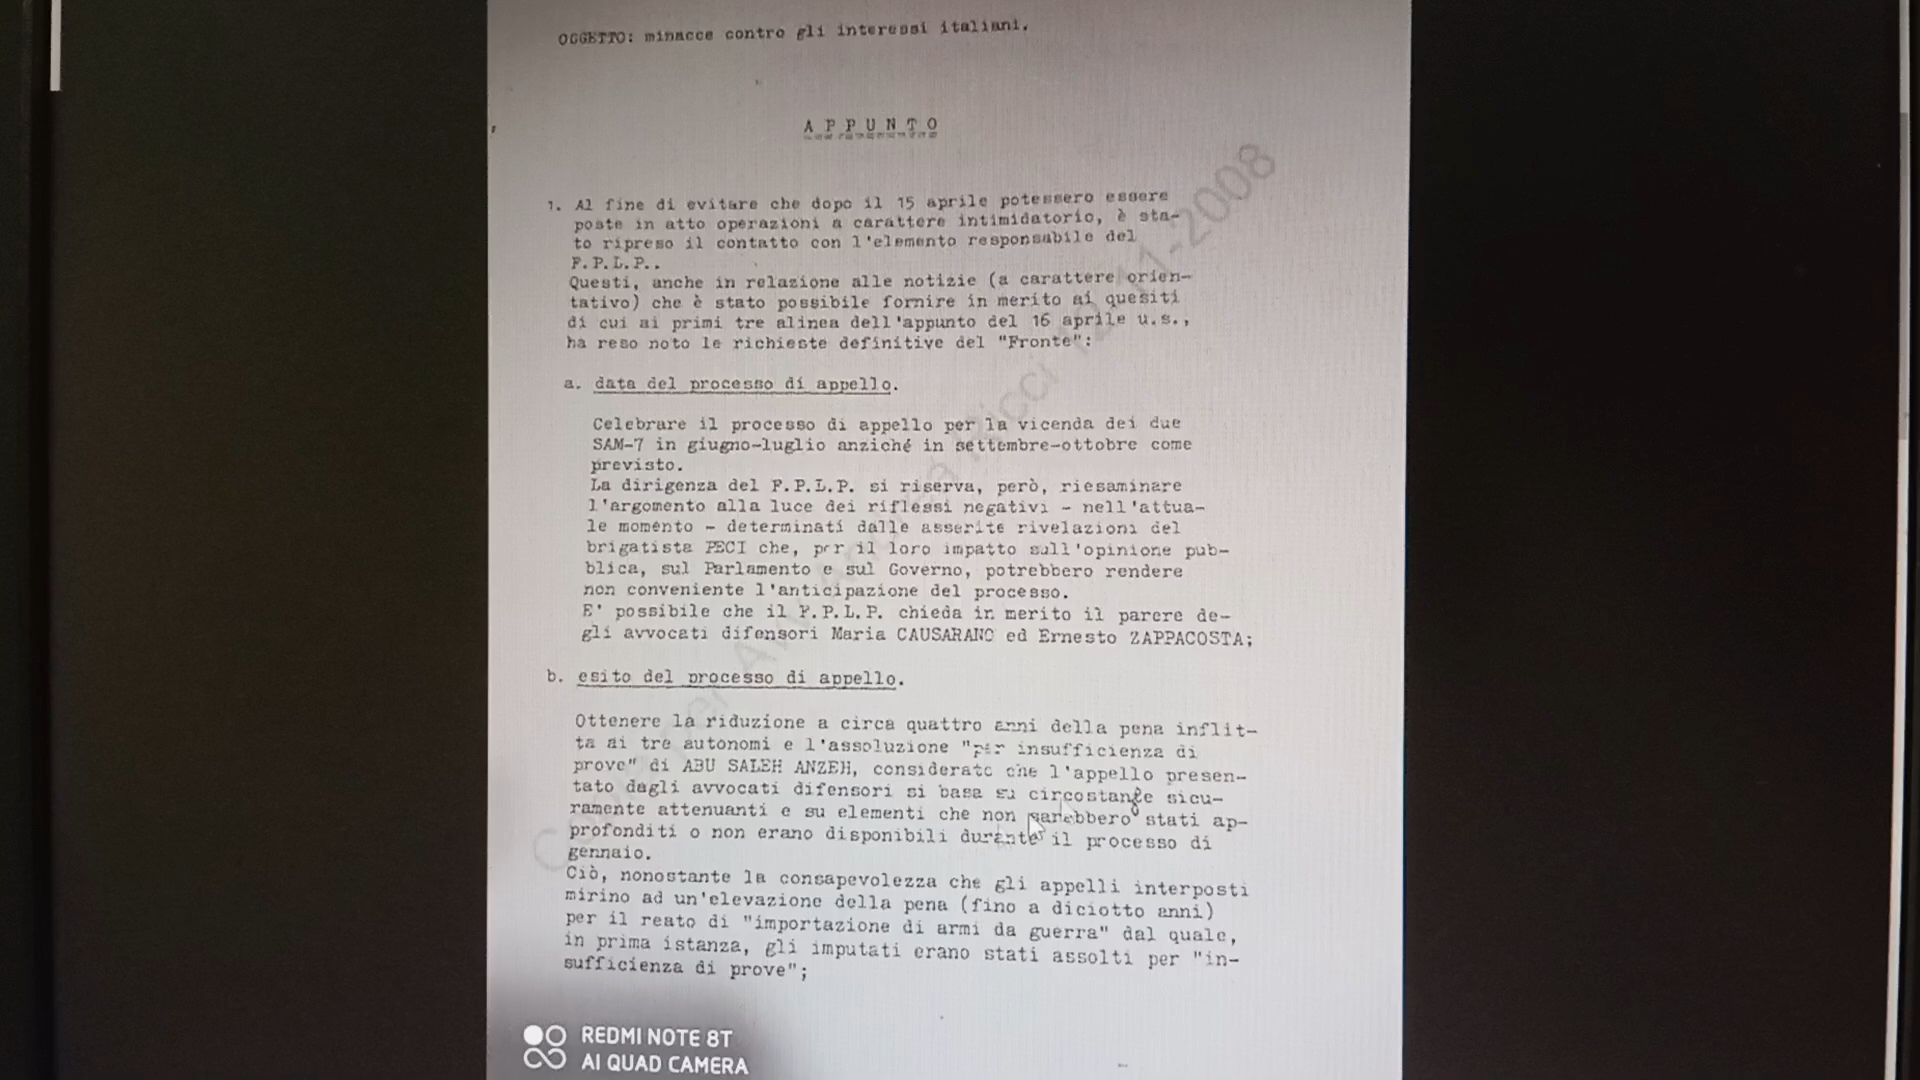 OGGETTO: minacce contro gli interessi italiani.
A P P U N T O
1. Al fine di evitare che dopo il 15 aprile potessero essere
poste in atto operazioni a carattere intimidatorio, è sta-
to ripreso il contatto con l'elemento responsabile del
F.P.L.P..
Questi, anche in relazione alle notizie (a carattere orien-
tativo) che è stato possibile fornire in merito ai quesiti
di cui ai primi tre alinea dell'appunto del 16 aprile u.s.,
ha reso noto le richieste definitive del "Fronte":
a. data del processo di appello.
Celebrare il processo di appello per la vicenda dei due
SAM-7 in giugno-luglio anziché in settembre-ottobre come
previsto.
La dirigenza del F.P.L.P. si riserva, però, riesaminare
l'argomento alla luce dei riflessi negativi - nell'attua-
le momento - determinati dalle asserite rivelazioni del
brigatista PECI che, per il loro impatto sull'opinione pub-
blica, sul Parlamento e sul Governo, potrebbero rendere
non conveniente l'anticipazione del processo.
E' possibile che il F.P.L.P. chieda in merito il parere de-
gli avvocati difensori Maria CAUSARANO ed Ernesto ZAPPACOSTA;
b. esito del processo di appello.
Ottenere la riduzione a circa quattro anni della pena inflit-
ta ai tre autonomi e l'assoluzione "per insufficienza di
prove" di ABU SALEH ANZEH, considerato che l'appello presen-
tato dagli avvocati difensori si basa su circostanze sicu-
ramente attenuanti e su elementi che non sarebbero stati ap-
profonditi o non erano disponibili durante il processo di
gennaio.
Ciò, nonostante la consapevolezza che gli appelli interposti
mirino ad un'elevazione della pena (fino a diciotto anni)
per il reato di "importazione di armi da guerra" dal quale,
in prima istanza, gli imputati erano stati assolti per "in-
sufficienza di prove";
REDMI NOTE 8T
AI QUAD CAMERA